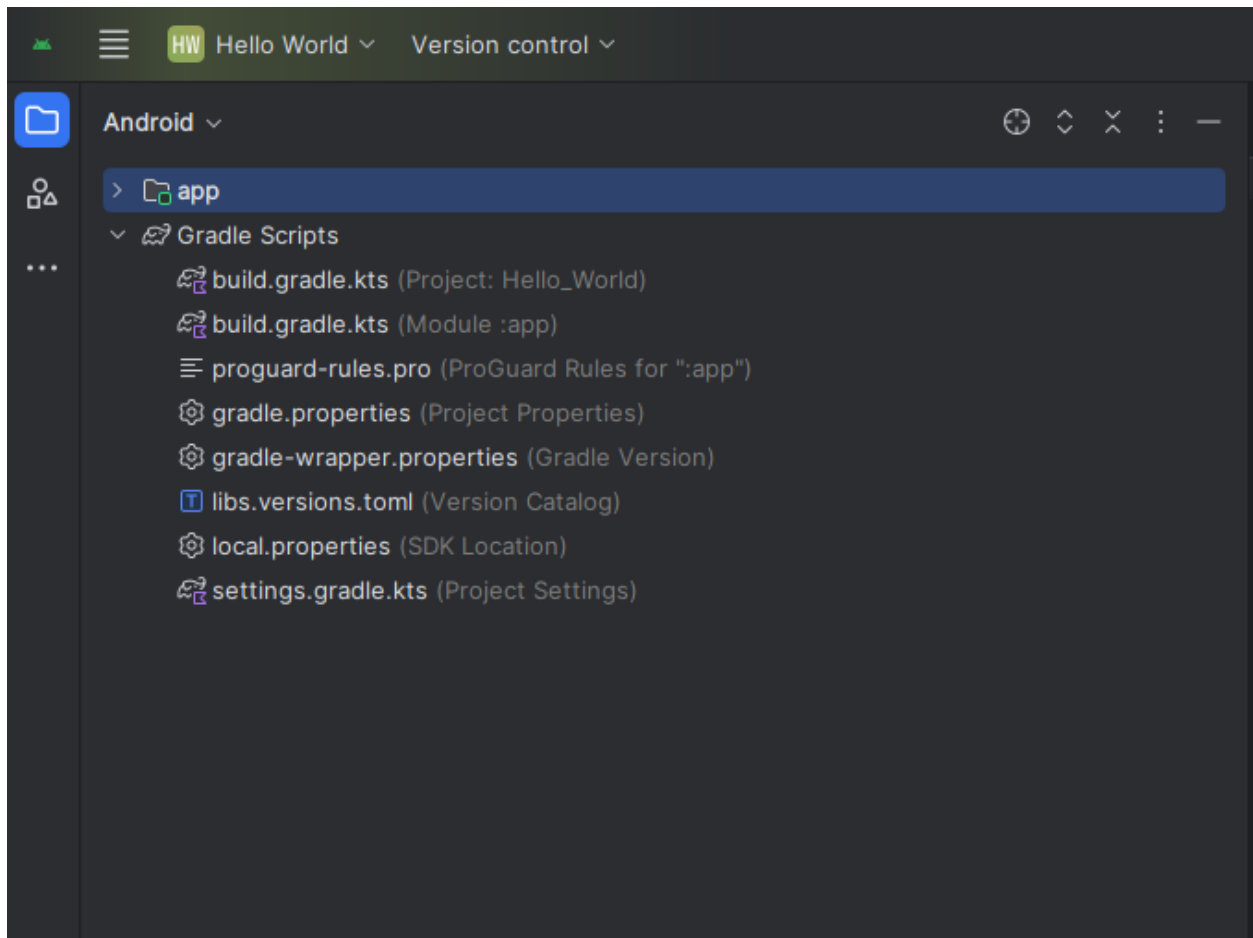 HW Hello World Version control
Android
app
Gradle Scripts
build.gradle.kts (Project: Hello_World)
build.gradle.kts (Module :app)
proguard-rules.pro (ProGuard Rules for ":app")
gradle.properties (Project Properties)
gradle-wrapper.properties (Gradle Version)
T libs.versions.toml (Version Catalog)
local.properties (SDK Location)
settings.gradle.kts (Project Settings)